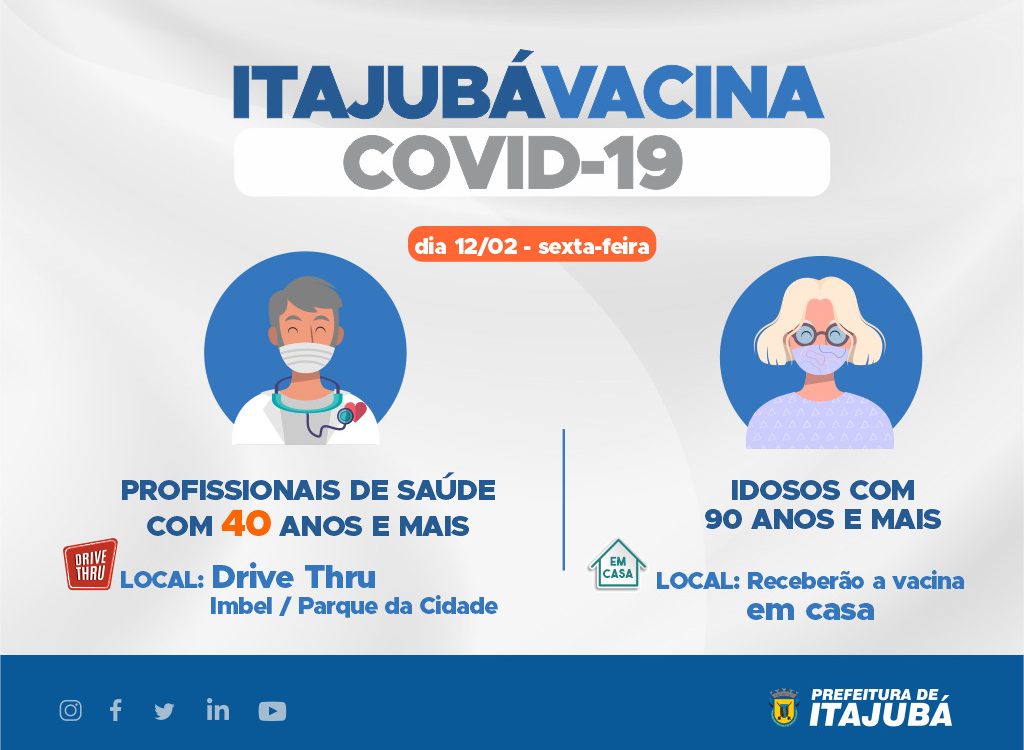 ITAJUBÁVACINA
COVID-19
dia 12/02 - sexta-feira
PROFISSIONAIS DE SAÚDE
COM 40 ANOS E MAIS
DRIVE
THRU
LOCAL: Drive Thru
Imbel / Parque da Cidade
IDOSOS COM
90 ANOS E MAIS
EM
CASA
LOCAL: Receberão a vacina
em casa
PREFEITURA DE
ITAJUBÁ